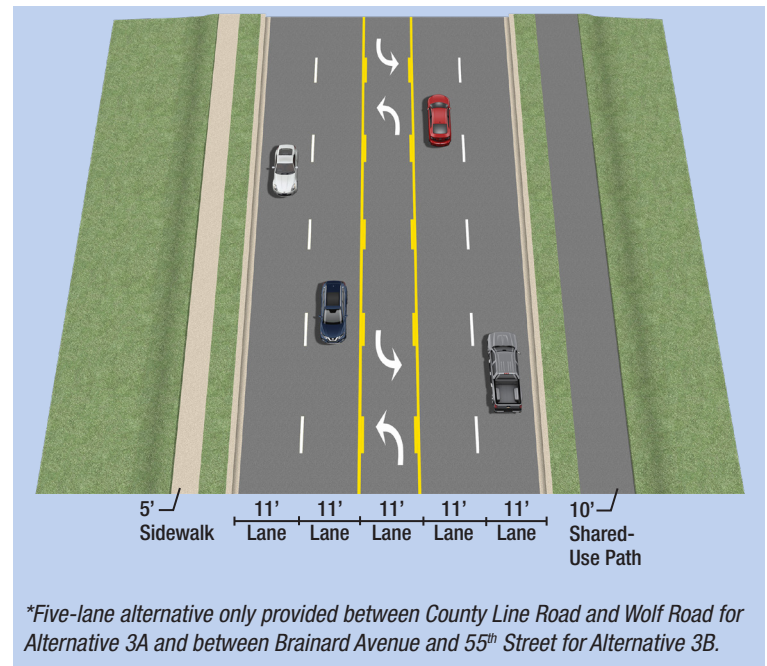 5’ Sidewalk
11’ Lane
11’ Lane
11’ Lane
11’ Lane
11’ Lane
10’ Shared-Use Path
*Five-lane alternative only provided between County Line Road and Wolf Road for
Alternative 3A and between Brainard Avenue and 55th Street for Alternative 3B.